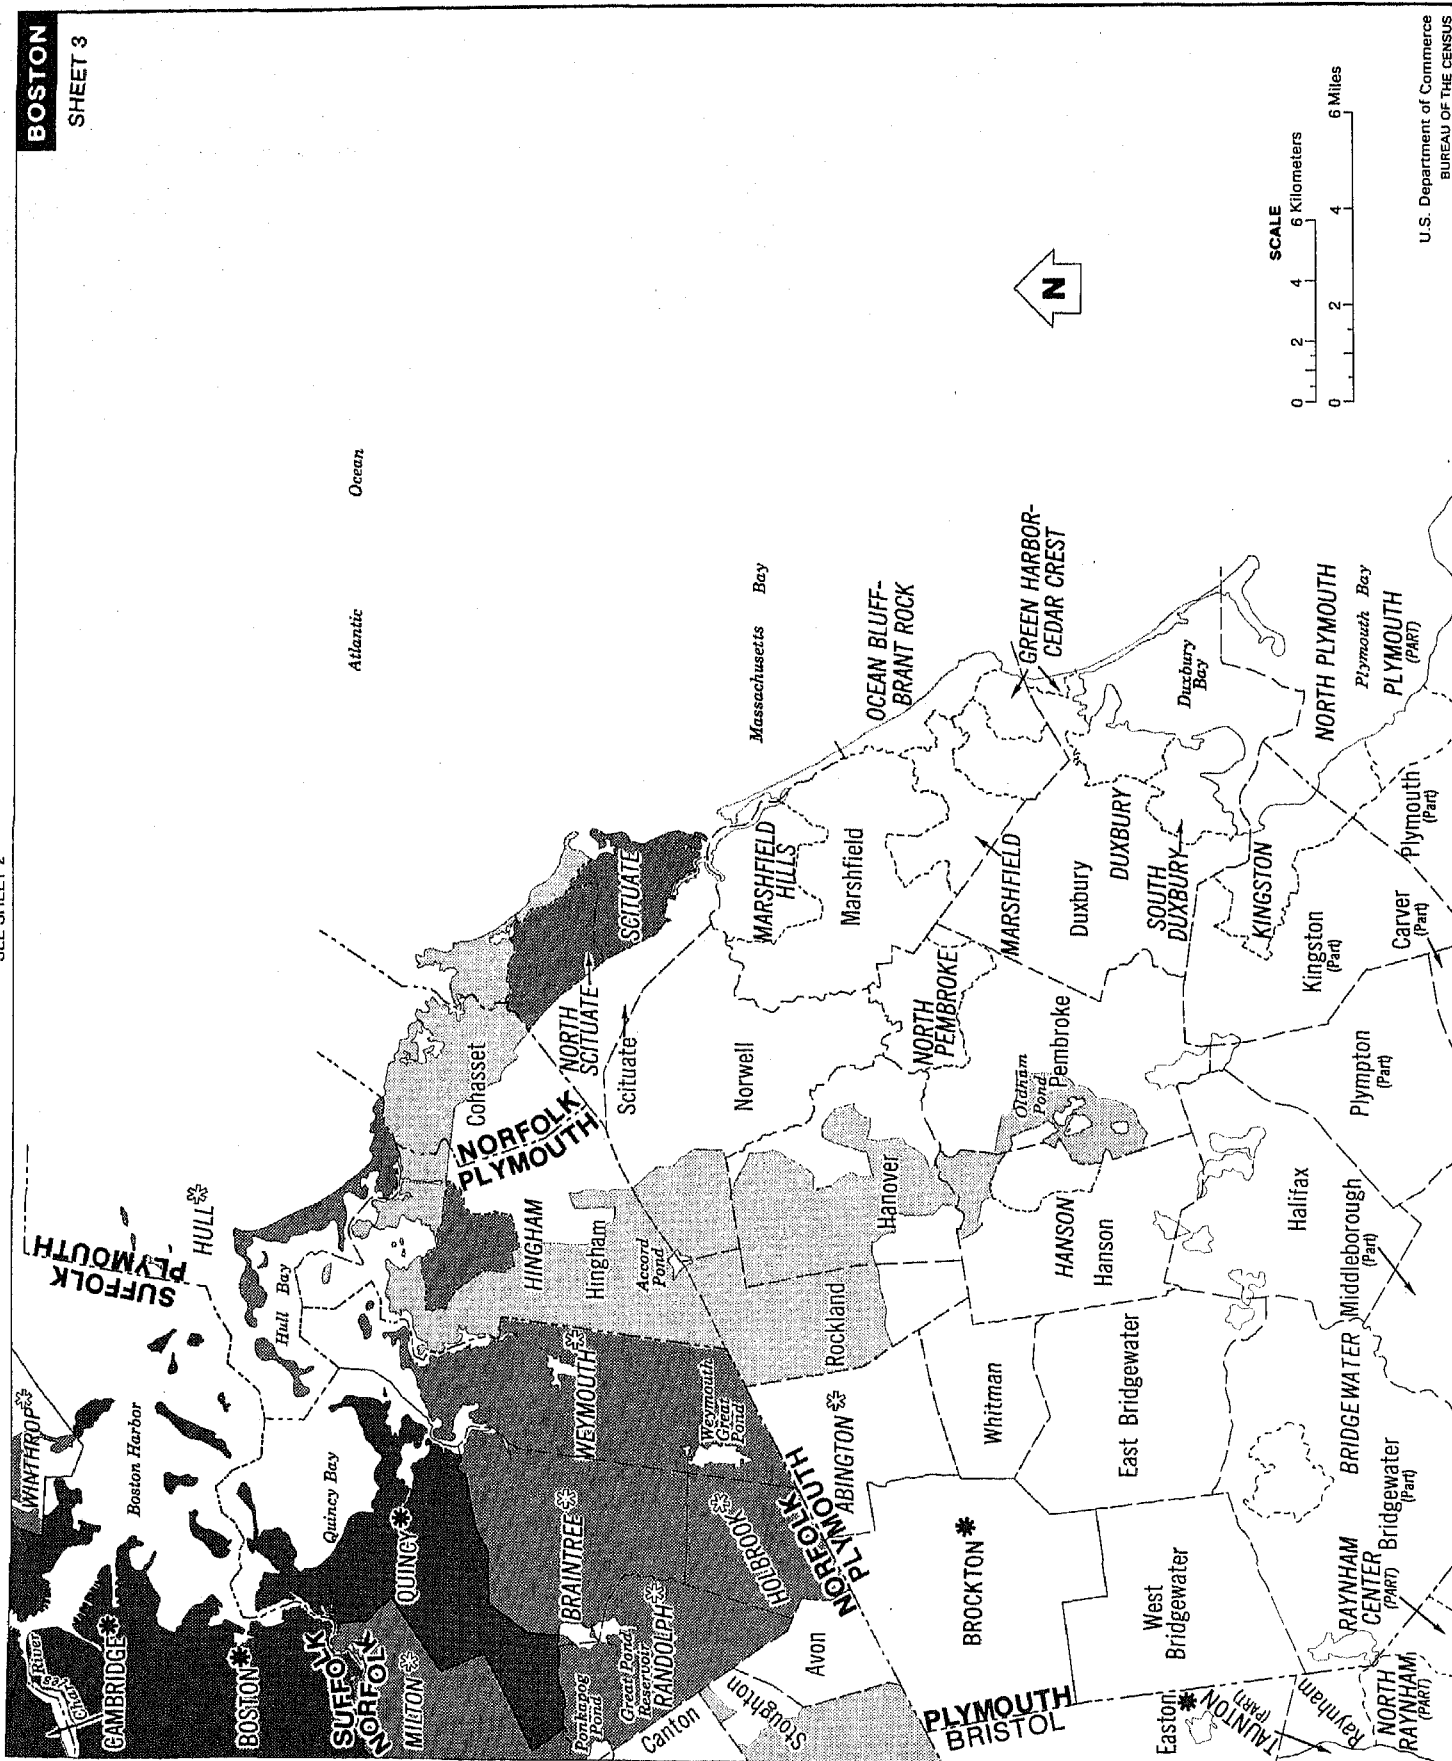 BOSTON
SHEET 3
SEE SHEET 2
WINTHROP
Charles River
CAMBRIDGE
Boston Harbor
SUFFOLK
PLYMOUTH
HULL
Hull Bay
BOSTON
Quincy Bay
SUFFOLK
NORFOLK
MILTON
QUINCY
Atlantic Ocean
Cohasset
NORFOLK
PLYMOUTH
HINGHAM
Hingham
NORTH
SCITUATE
SCITUATE
Scituate
WEYMOUTH
BRAINTREE
Ponkapog
Pond
Great Pond
Reservoir
RANDOLPH
Canton
Stoughton
HOLBROOK
Weymouth
Great
Pond
Accord
Pond
Norwell
Massachusetts Bay
MARSHFIELD
HILLS
Marshfield
OCEAN BLUFF-
BRANT ROCK
NORFOLK
PLYMOUTH
ABINGTON
Rockland
Hanover
Avon
NORTH
PEMBROKE
MARSHFIELD
GREEN HARBOR-
CEDAR CREST
PLYMOUTH
BRISTOL
BROCKTON
Whitman
Oldham
Pond
Pembroke
HANSON
Hanson
Duxbury
DUXBURY
SOUTH
DUXBURY
Duxbury
Bay
N
East Bridgewater
West
Bridgewater
Easton
TAUNTON
(PART)
Raynham
NORTH
RAYNHAM
(PART)
RAYNHAM
CENTER
(PART)
BRIDGEWATER
Bridgewater
(Part)
Middleborough
(Part)
Halifax
Plympton
(Part)
KINGSTON
Kingston
(Part)
Carver
(Part)
Plymouth
(Part)
NORTH PLYMOUTH
Plymouth Bay
PLYMOUTH
(PART)
SCALE
0 2 4 6 Kilometers
0 2 4 6 Miles
U.S. Department of Commerce
BUREAU OF THE CENSUS